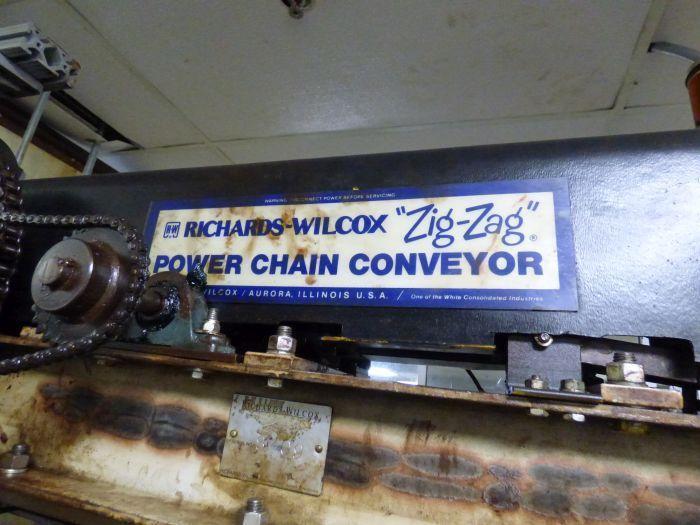 WARNING: DISCONNECT POWER BEFORE SERVICING
R-W RICHARDS-WILCOX "Zig-Zag"®
POWER CHAIN CONVEYOR
WILCOX / AURORA, ILLINOIS U.S.A. / One of the White Consolidated Industries
RICHARDS-WILCOX